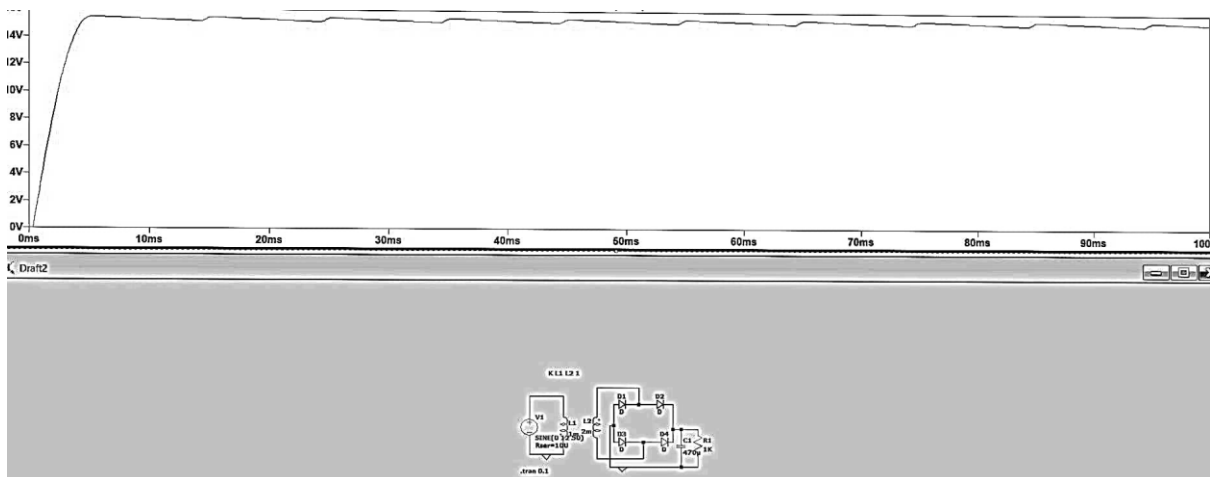 14V
12V
10V
8V
6V
4V
2V
0V
0ms 10ms 20ms 30ms 40ms 50ms 60ms 70ms 80ms 90ms 100
Draft2
K L1 L2 1
V1
L1
1m
SINE(0 12 50)
Rser=10U
.tran 0.1
L2
2m
D1
D
D2
D
D3
D
D4
D
C1
470µ
R1
1K